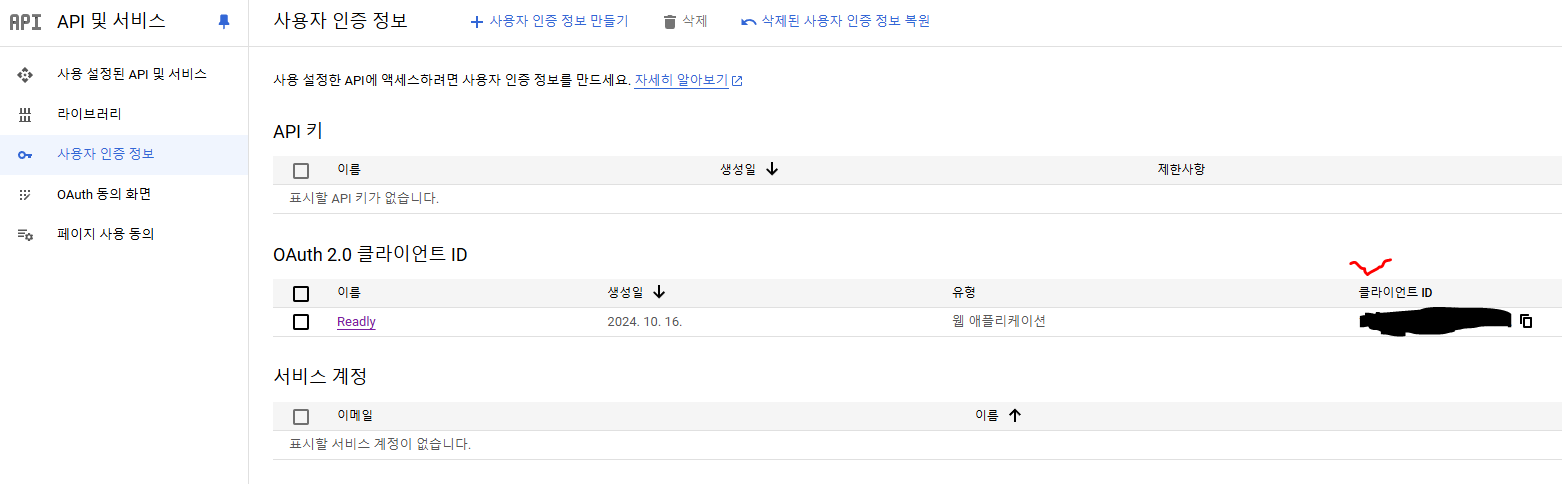 API API 및 서비스
사용자 인증 정보 사용자 인증 정보 만들기 삭제 삭제된 사용자 인증 정보 복원
사용 설정된 API 및 서비스
라이브러리
사용자 인증 정보
OAuth 동의 화면
페이지 사용 동의
사용 설정한 API에 액세스하려면 사용자 인증 정보를 만드세요. 자세히 알아보기
API 키
이름 생성일 제한사항
표시할 API 키가 없습니다.
OAuth 2.0 클라이언트 ID
이름 생성일 유형 클라이언트 ID
Readly 2024. 10. 16. 웹 애플리케이션
서비스 계정
이메일 이름
표시할 서비스 계정이 없습니다.